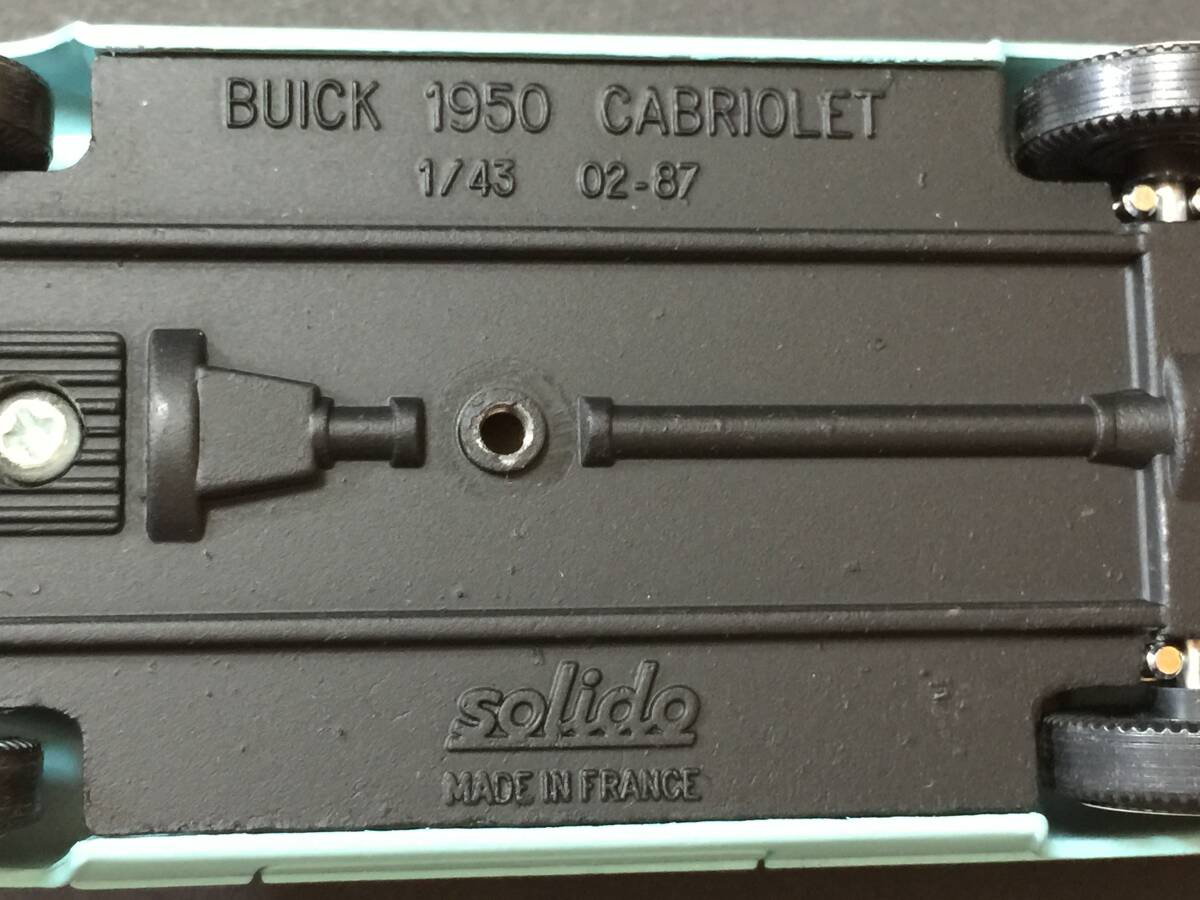 BUICK 1950 CABRIOLET
1/43 02-87
solido
MADE IN FRANCE